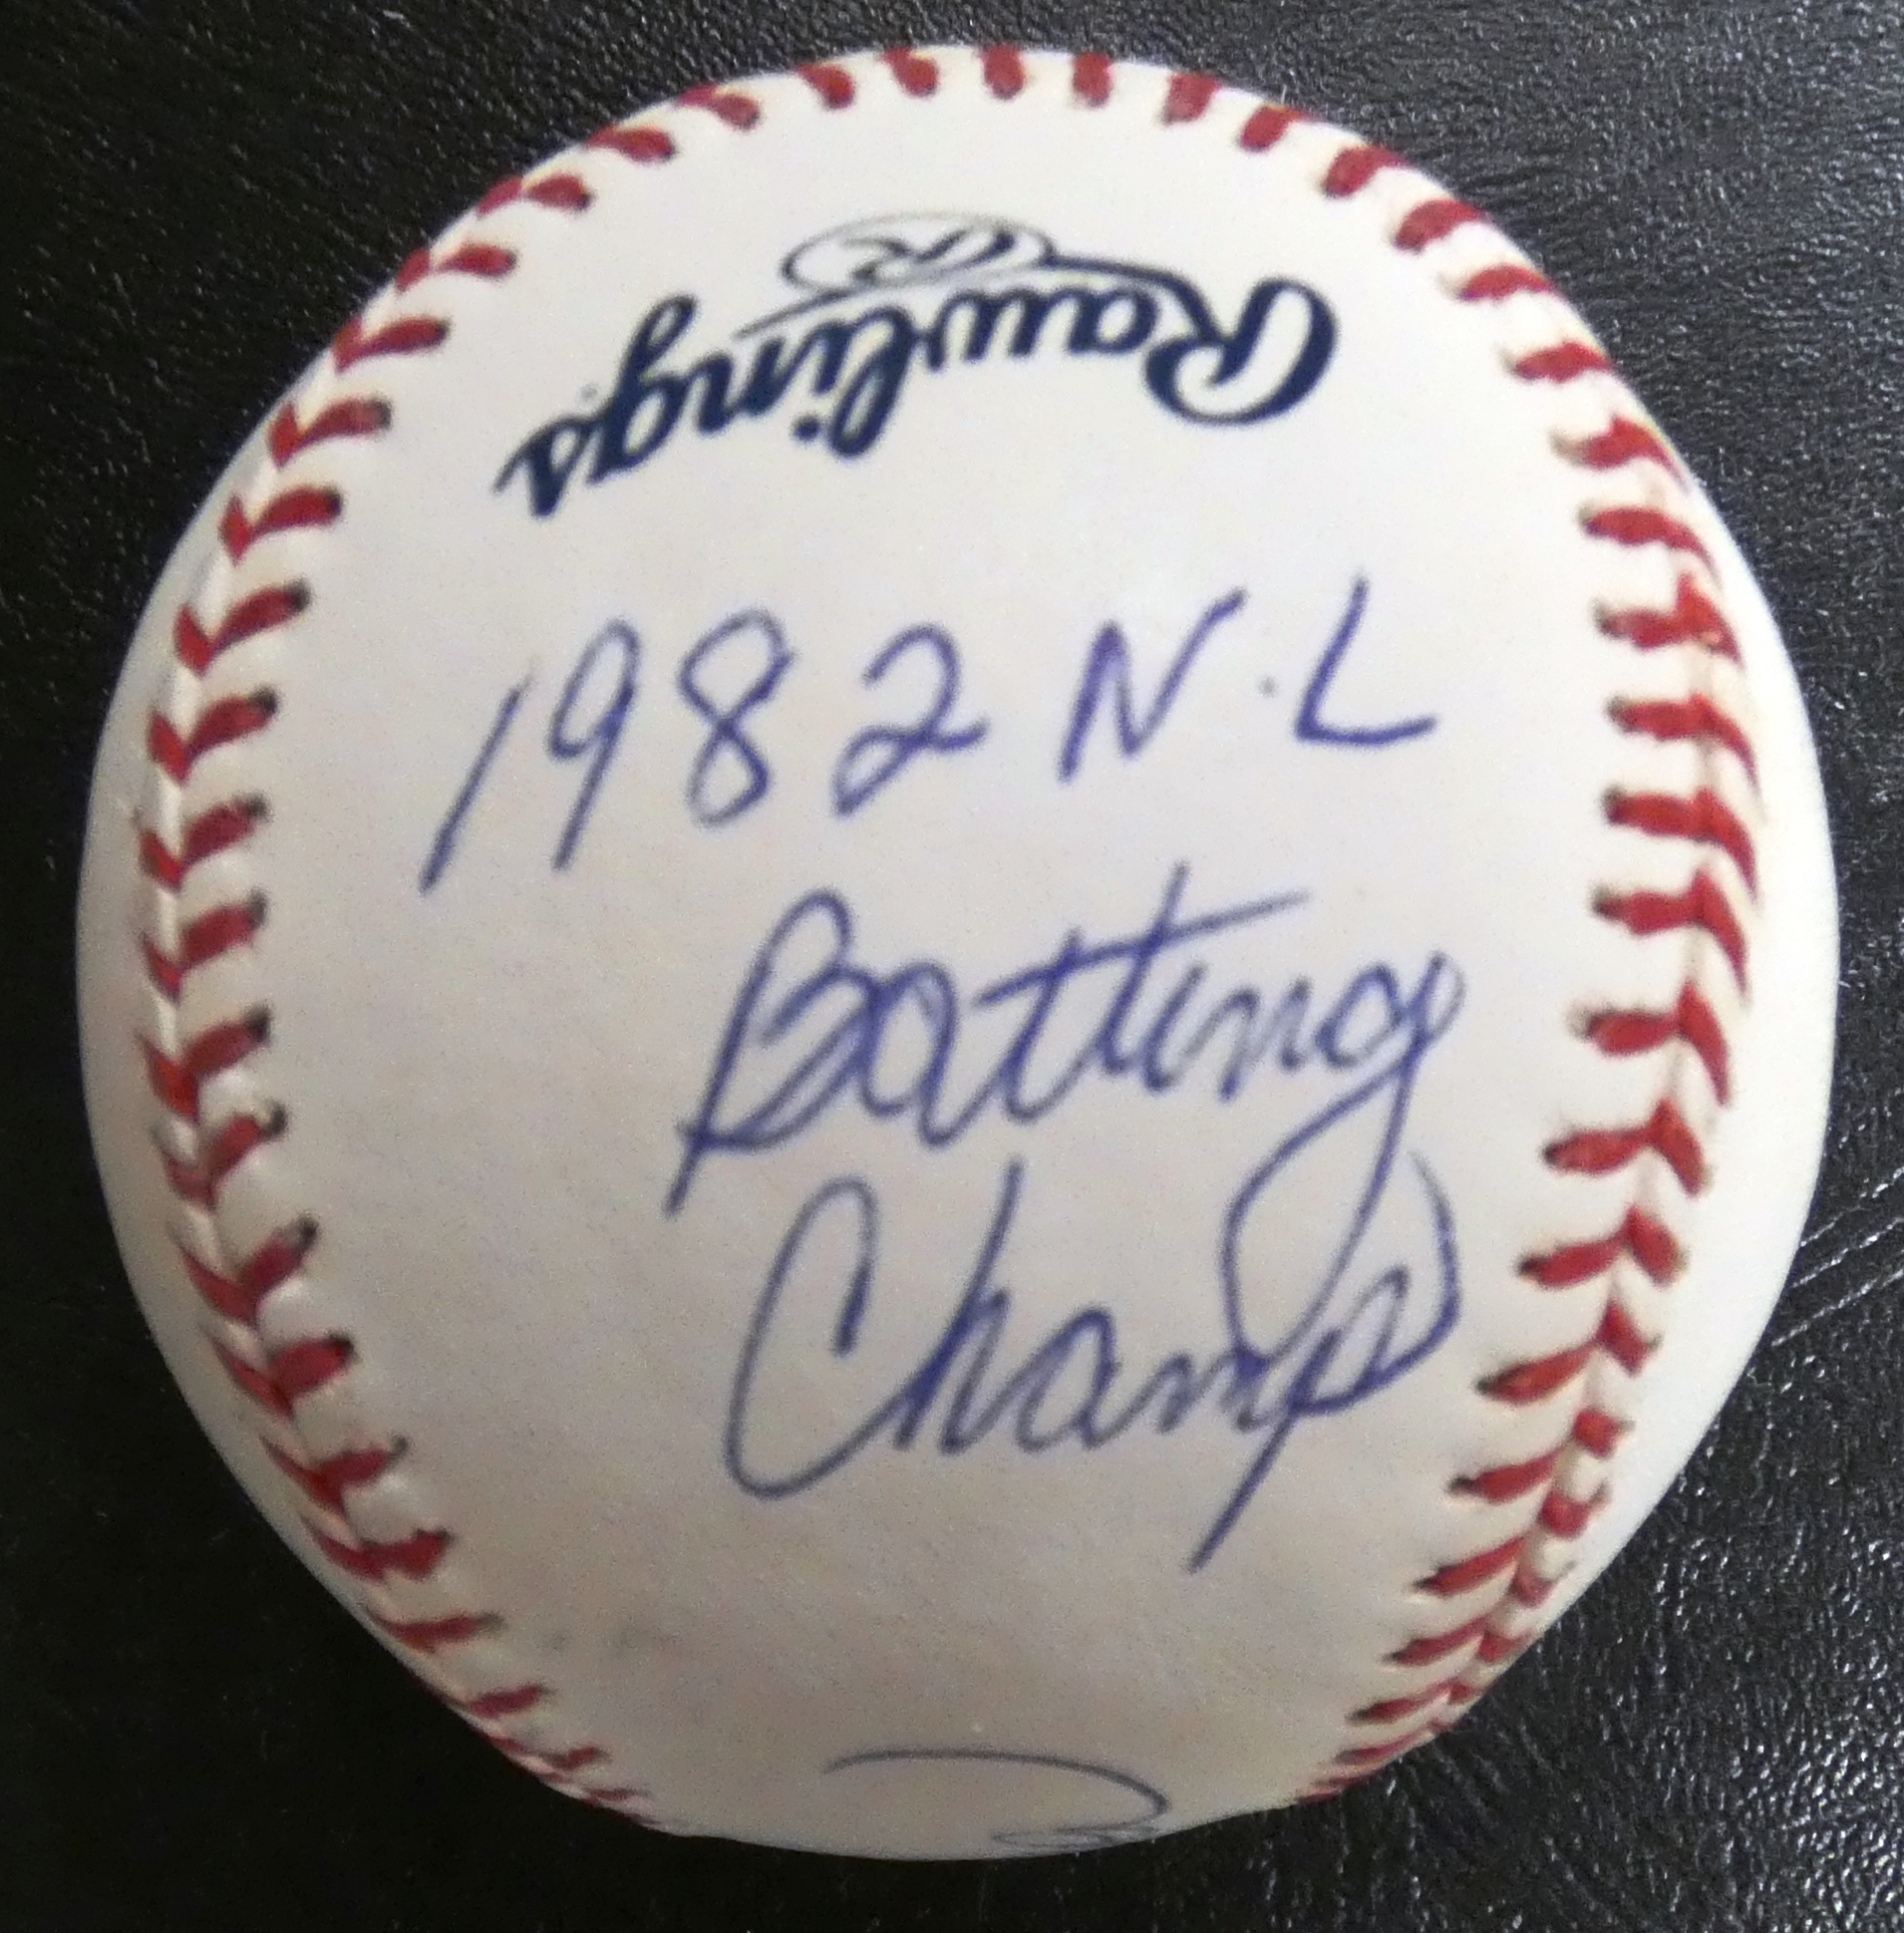 Rawlings
1982 N.L
Batting
Champ